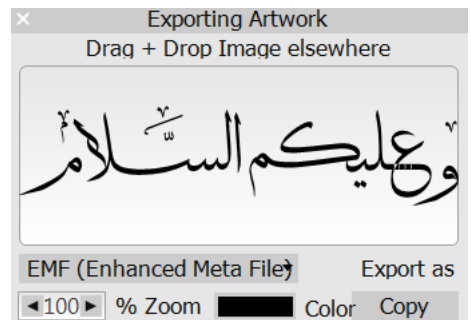 Exporting Artwork
Drag + Drop Image elsewhere
وعليكم السلام
EMF (Enhanced Meta File)
Export as
100 % Zoom
Color
Copy